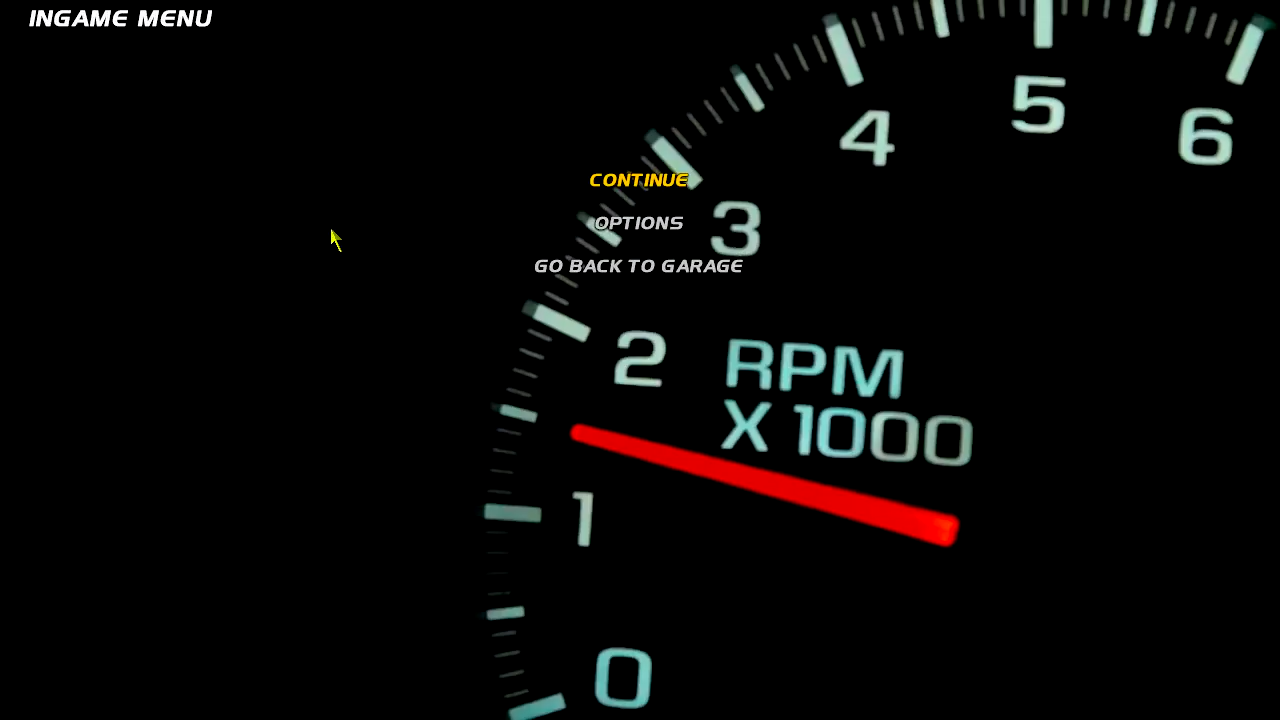 INGAME MENU
CONTINUE
OPTIONS
GO BACK TO GARAGE
0
1
2
3
4
5
6
RPM
X 1000